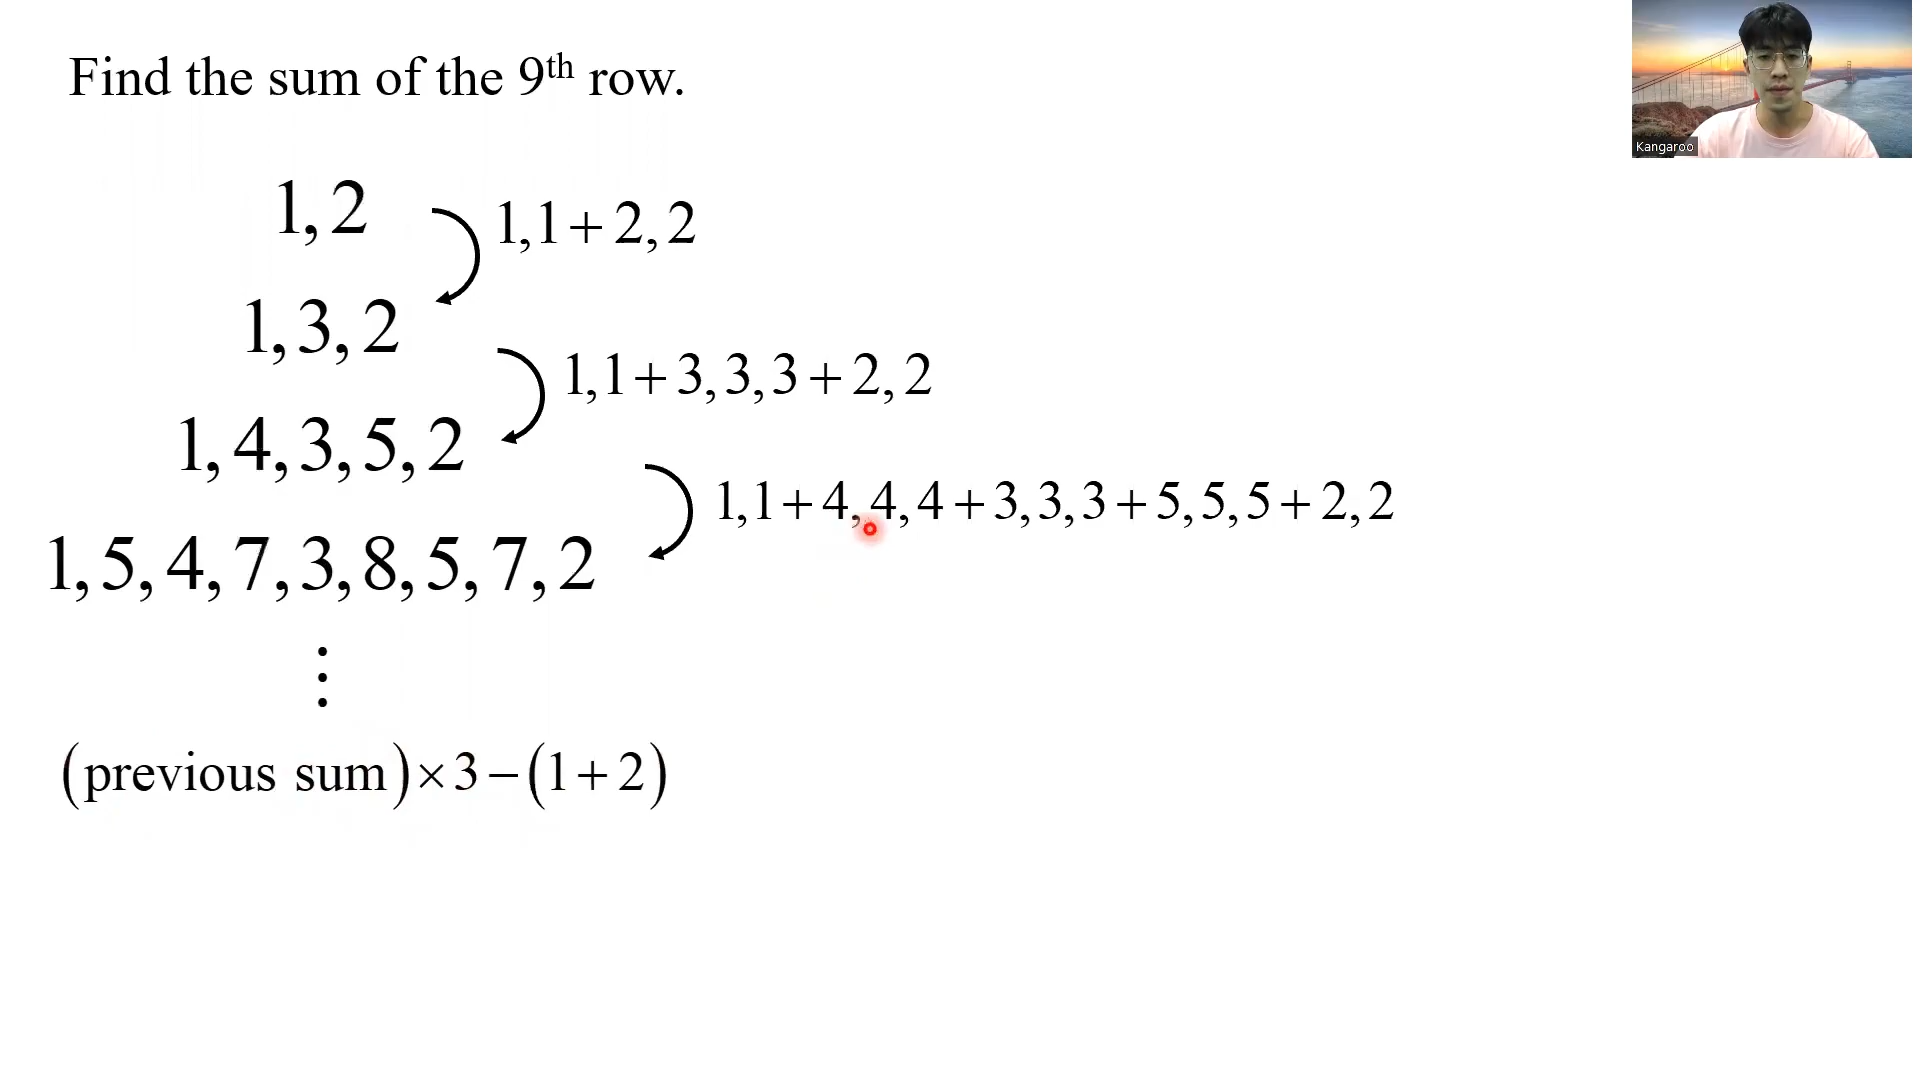 Find the sum of the 9th row.
Kangaroo
1, 2
1, 1 + 2, 2
1, 3, 2
1, 1 + 3, 3, 3 + 2, 2
1, 4, 3, 5, 2
1, 1 + 4, 4, 4 + 3, 3, 3 + 5, 5, 5 + 2, 2
1, 5, 4, 7, 3, 8, 5, 7, 2
⋮
(previous sum) × 3 − (1 + 2)